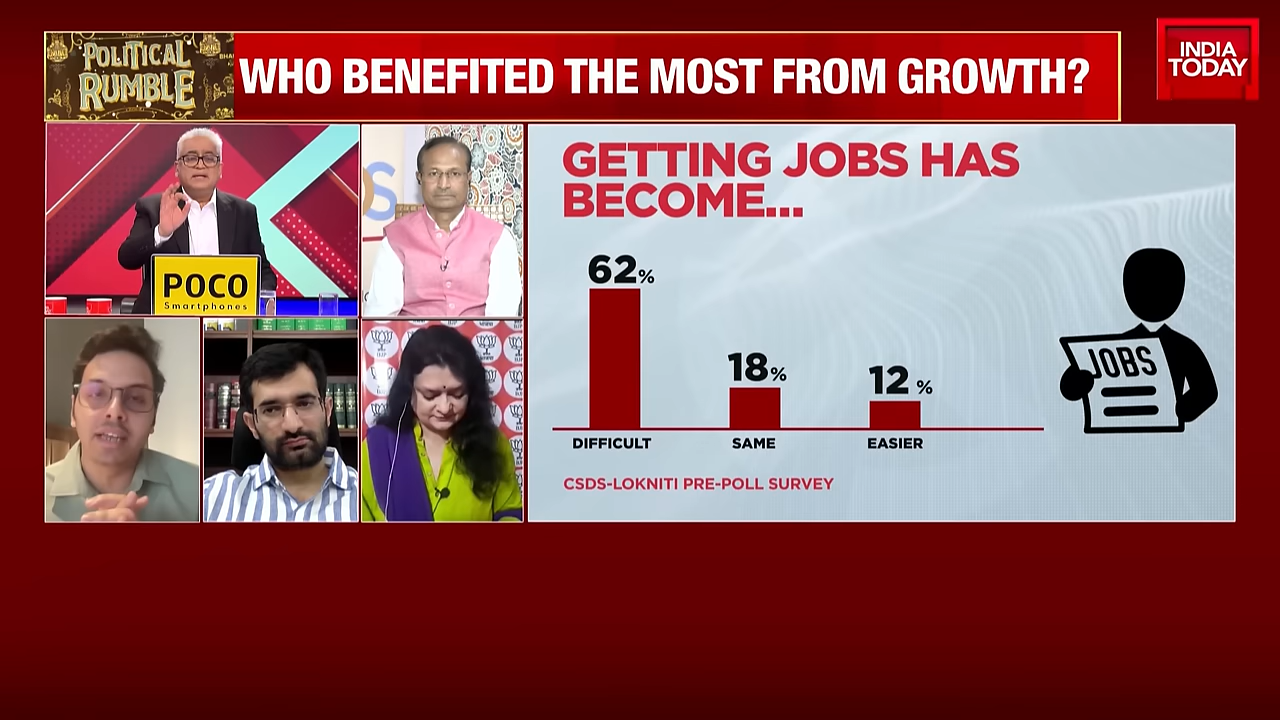 POLITICAL
RUMBLE
WHO BENEFITED THE MOST FROM GROWTH?
INDIA
TODAY
GETTING JOBS HAS
BECOME...
62%
18%
12 %
DIFFICULT
SAME
EASIER
CSDS-LOKNITI PRE-POLL SURVEY
JOBS
POCO
Smartphones
S